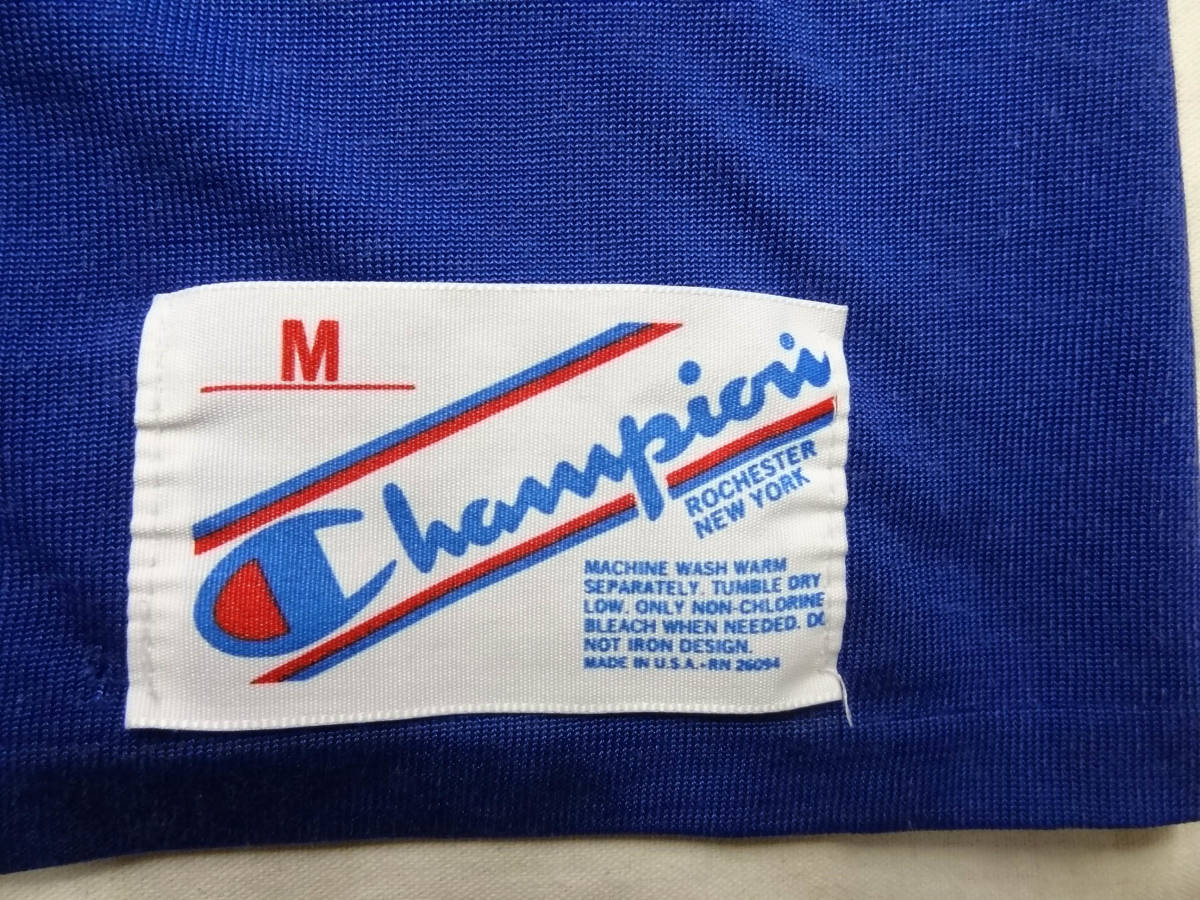 M
Champion
ROCHESTER
NEW YORK
MACHINE WASH WARM
SEPARATELY. TUMBLE DRY
LOW. ONLY NON-CHLORINE
BLEACH WHEN NEEDED. DO
NOT IRON DESIGN.
MADE IN U.S.A.-RN 26094